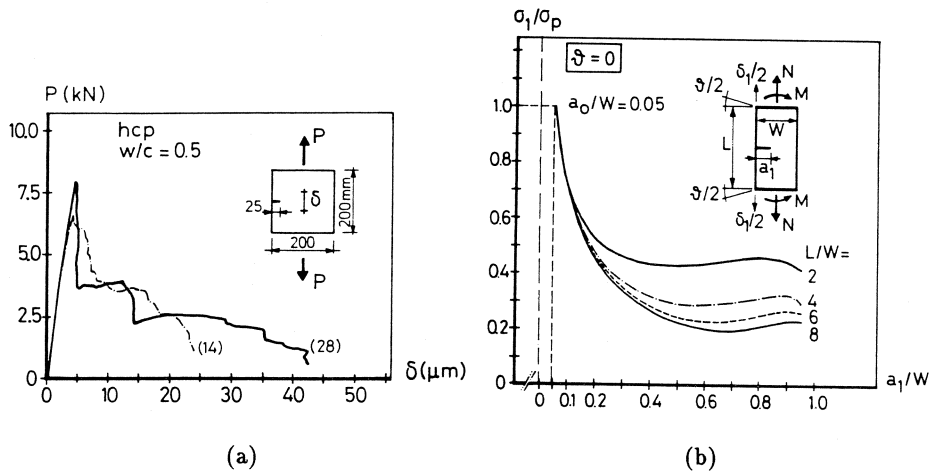 P (kN)
10.0
7.5
5.0
2.5
0
hcp
w/c = 0.5
P
25
δ
200mm
200
P
(14)
(28)
0
10
20
30
40
50
δ (μm)
(a)
σ₁/σₚ
ϑ = 0
a₀/W = 0.05
1.0
0.8
0.6
0.4
0.2
0
ϑ/2
δ₁/2
N
M
W
L
a₁
ϑ/2
δ₁/2
M
N
L/W =
2
4
6
8
0
0.1
0.2
0.4
0.6
0.8
1.0
a₁/W
(b)